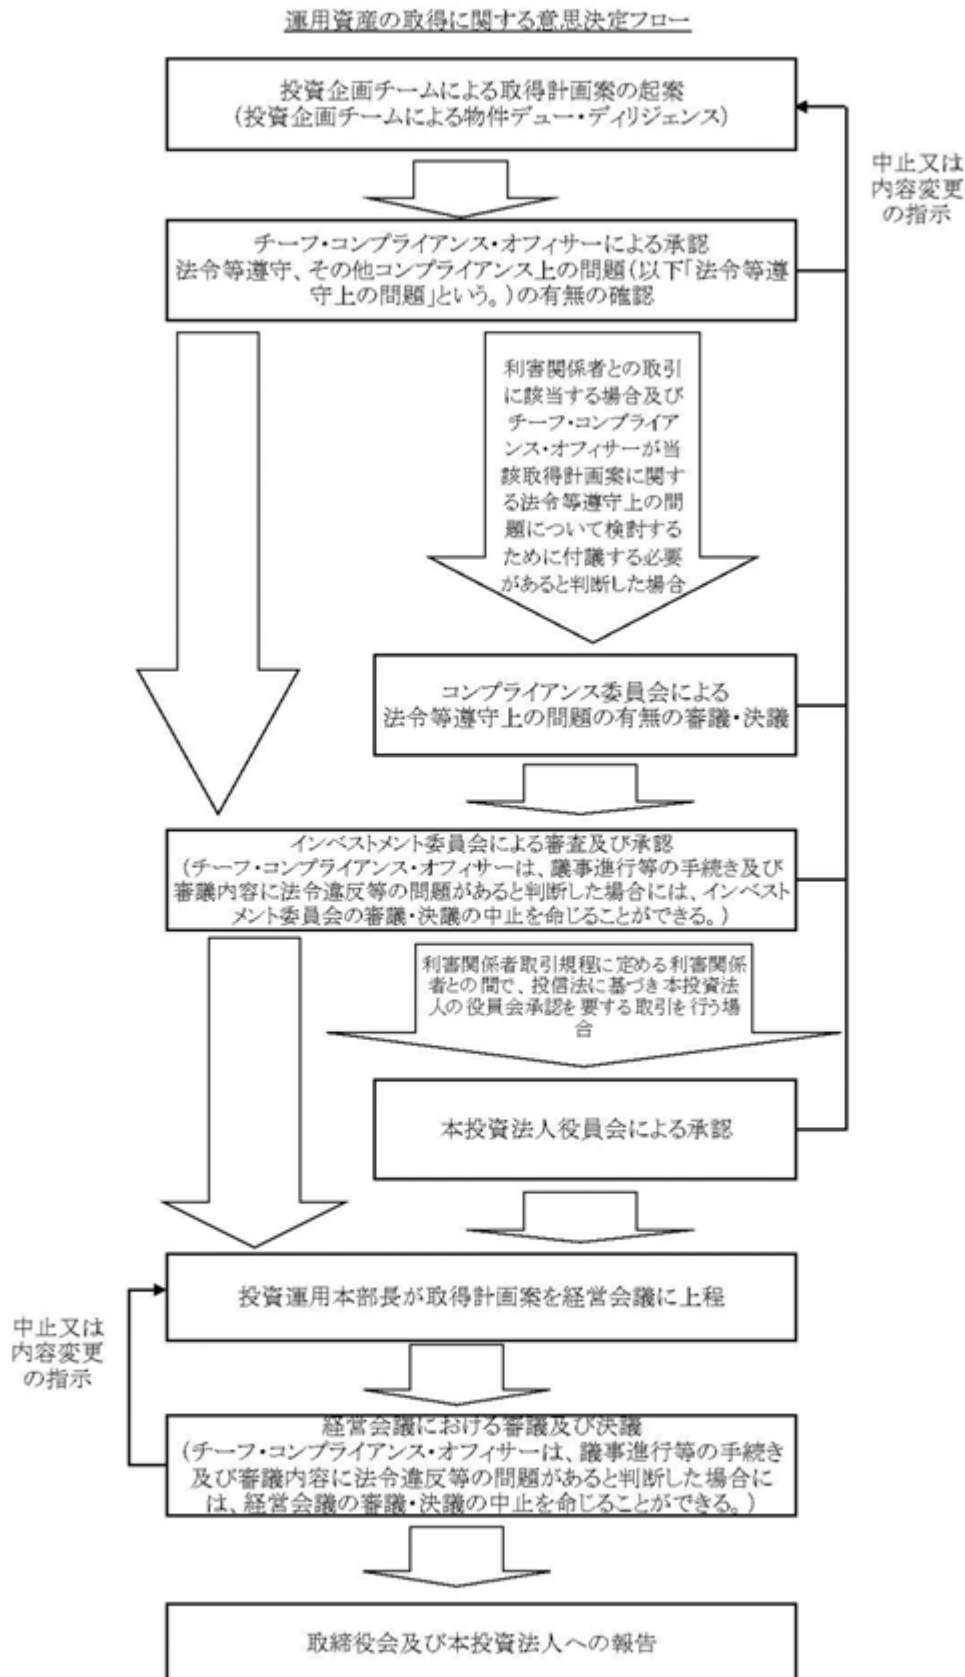 運用資産の取得に関する意思決定フロー
投資企画チームによる取得計画案の起案
(投資企画チームによる物件デュー・ディリジェンス)
中止又は
内容変更
の指示
チーフ・コンプライアンス・オフィサーによる承認
法令等遵守、その他コンプライアンス上の問題(以下「法令等遵
守上の問題」という。)の有無の確認
利害関係者との取引
に該当する場合及び
チーフ・コンプライア
ンス・オフィサーが当
該取得計画案に関す
る法令等遵守上の問
題について検討する
ために付議する必要
があると判断した場合
コンプライアンス委員会による
法令等遵守上の問題の有無の審議・決議
インベストメント委員会による審査及び承認
(チーフ・コンプライアンス・オフィサーは、議事進行等の手続き及び
審議内容に法令違反等の問題があると判断した場合には、インベスト
メント委員会の審議・決議の中止を命じることができる。)
利害関係者取引規程に定める利害関係
者との間で、投信法に基づき本投資法
人の役員会承認を要する取引を行う場
合
本投資法人役員会による承認
投資運用本部長が取得計画案を経営会議に上程
中止又は
内容変更
の指示
経営会議における審議及び決議
(チーフ・コンプライアンス・オフィサーは、議事進行等の手続き
及び審議内容に法令違反等の問題があると判断した場合に
は、経営会議の審議・決議の中止を命じることができる。)
取締役会及び本投資法人への報告